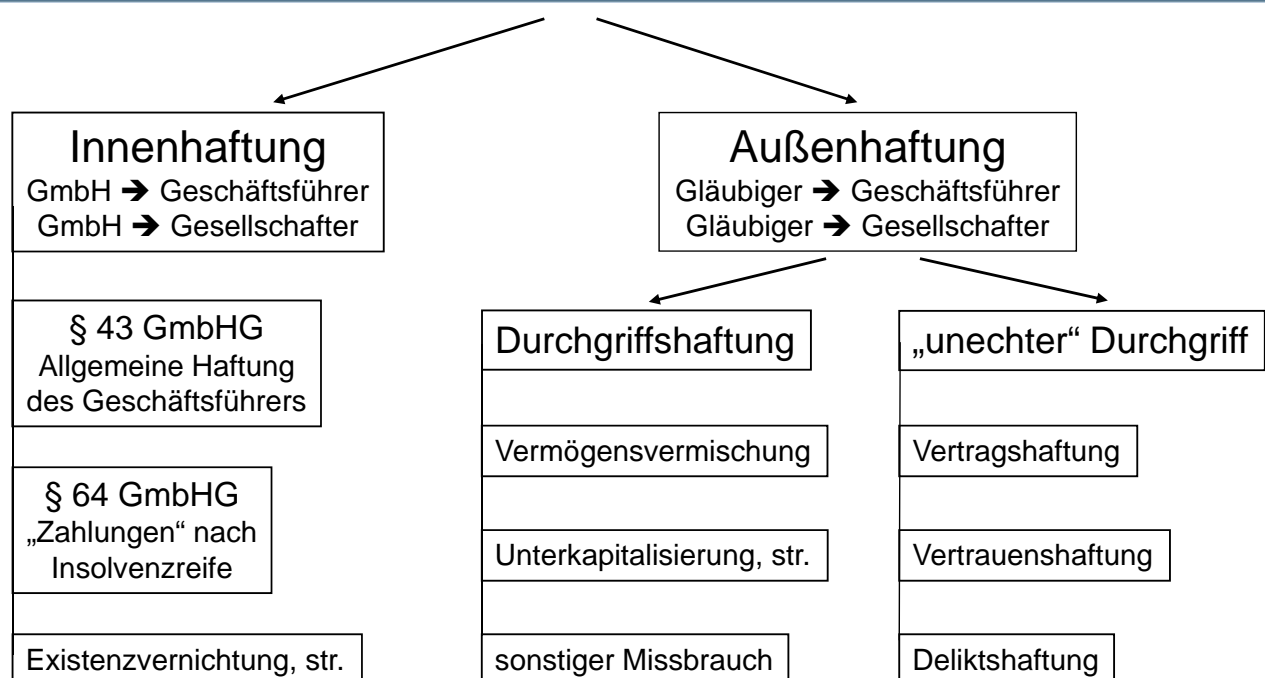 Innenhaftung
GmbH ➔ Geschäftsführer
GmbH ➔ Gesellschafter
§ 43 GmbHG
Allgemeine Haftung
des Geschäftsführers
§ 64 GmbHG
„Zahlungen“ nach
Insolvenzreife
Existenzvernichtung, str.
Außenhaftung
Gläubiger ➔ Geschäftsführer
Gläubiger ➔ Gesellschafter
Durchgriffshaftung
Vermögensvermischung
Unterkapitalisierung, str.
sonstiger Missbrauch
„unechter“ Durchgriff
Vertragshaftung
Vertrauenshaftung
Deliktshaftung